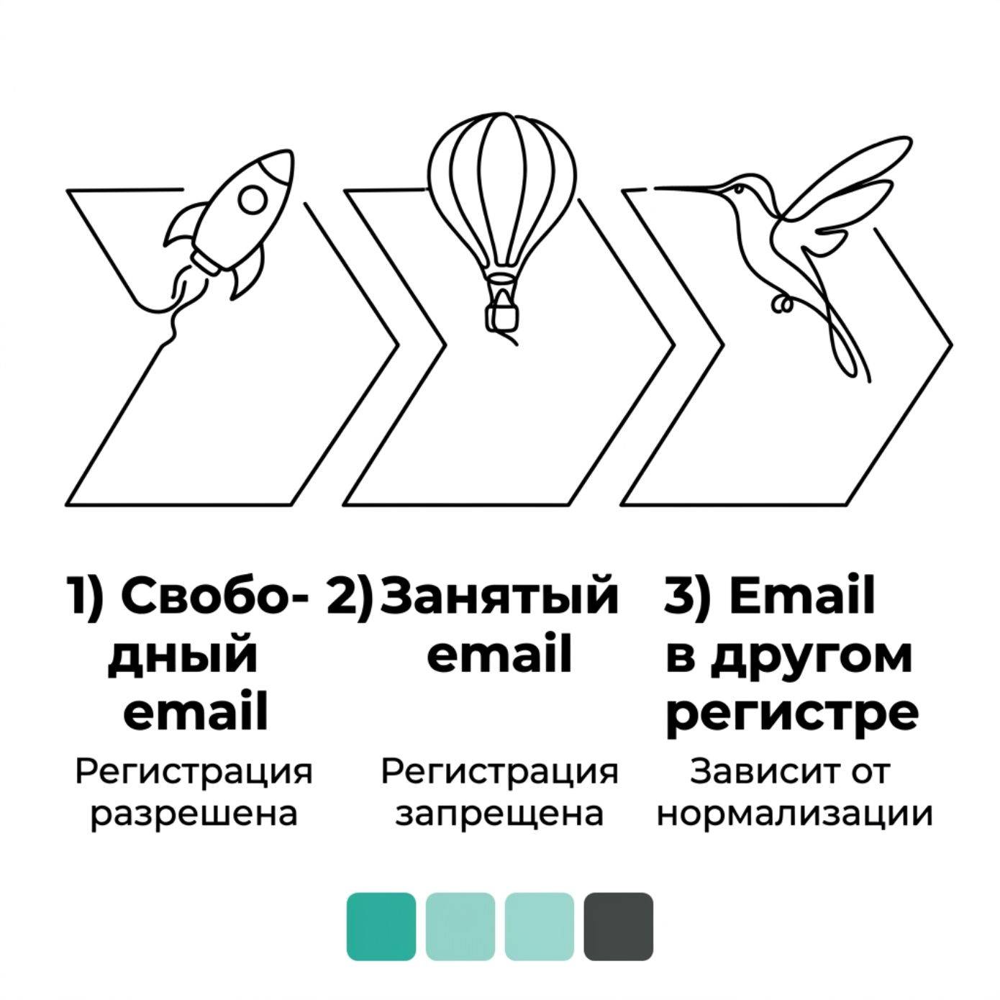 1) Свобо-
дный
email
Регистрация
разрешена
2) Занятый
email
Регистрация
запрещена
3) Email
в другом
регистре
Зависит от
нормализации